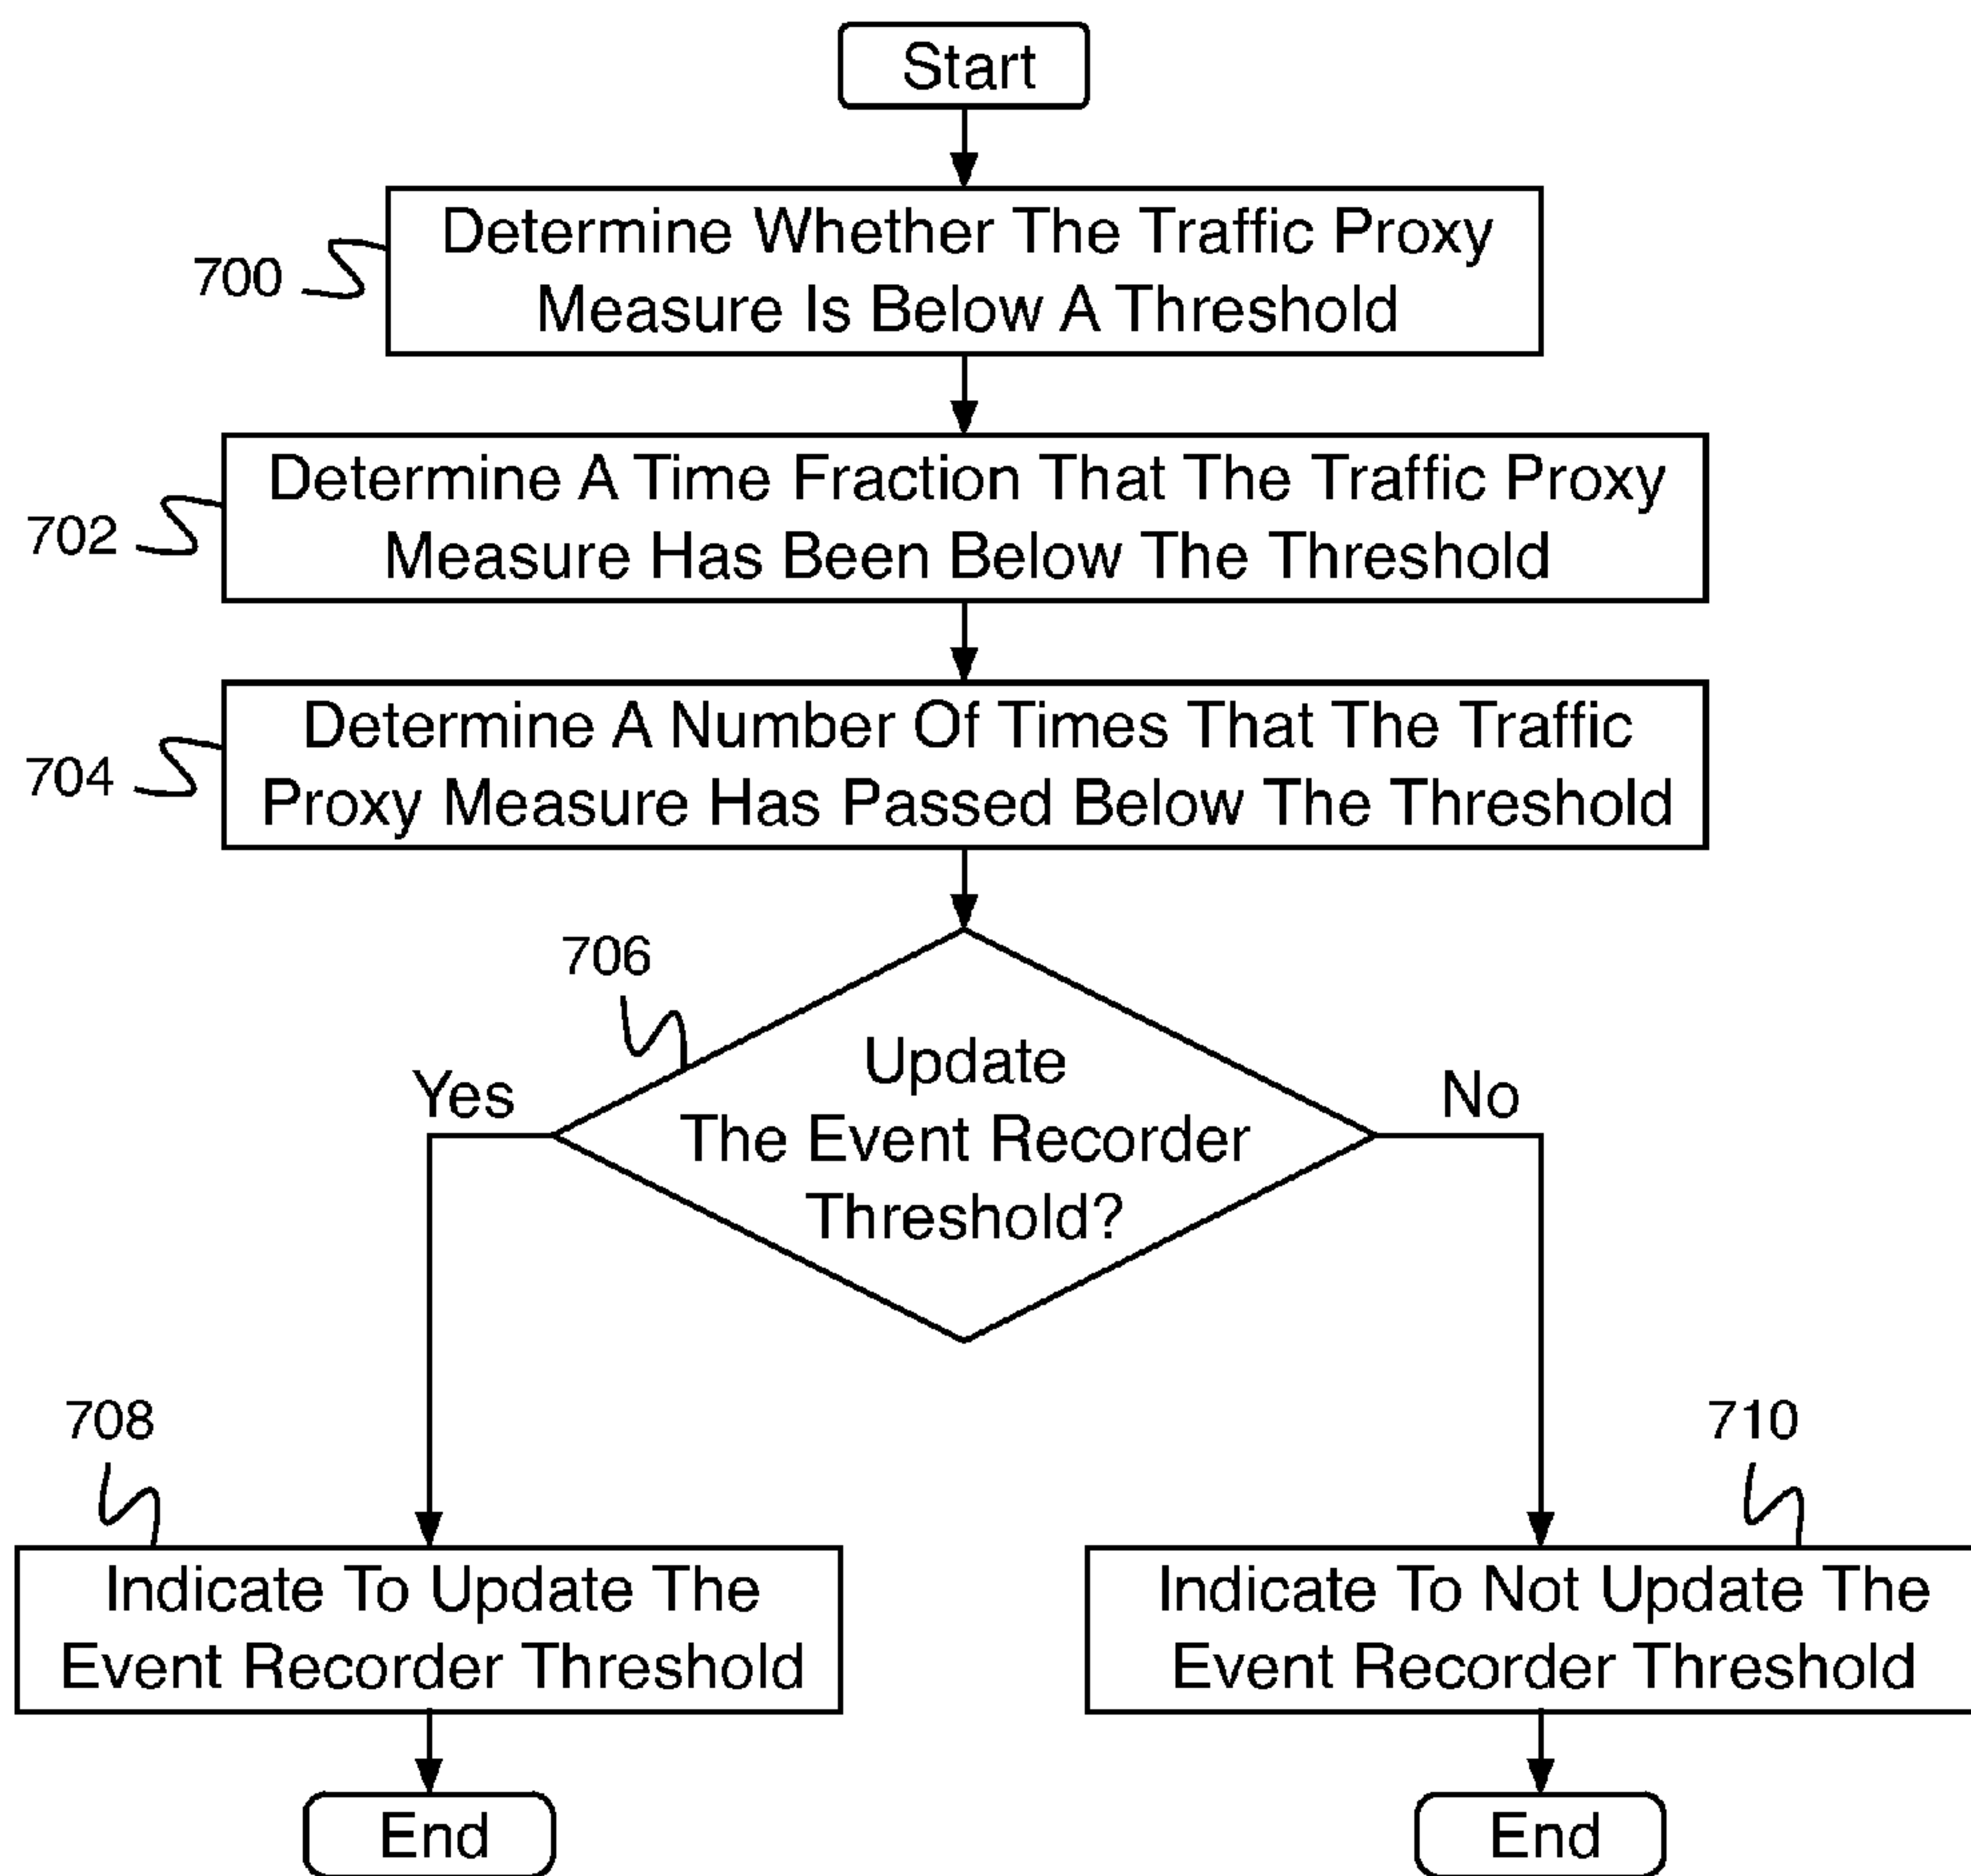 Start
700
Determine Whether The Traffic Proxy
Measure Is Below A Threshold
702
Determine A Time Fraction That The Traffic Proxy
Measure Has Been Below The Threshold
704
Determine A Number Of Times That The Traffic
Proxy Measure Has Passed Below The Threshold
706
Update
The Event Recorder
Threshold?
Yes
No
708
Indicate To Update The
Event Recorder Threshold
End
710
Indicate To Not Update The
Event Recorder Threshold
End